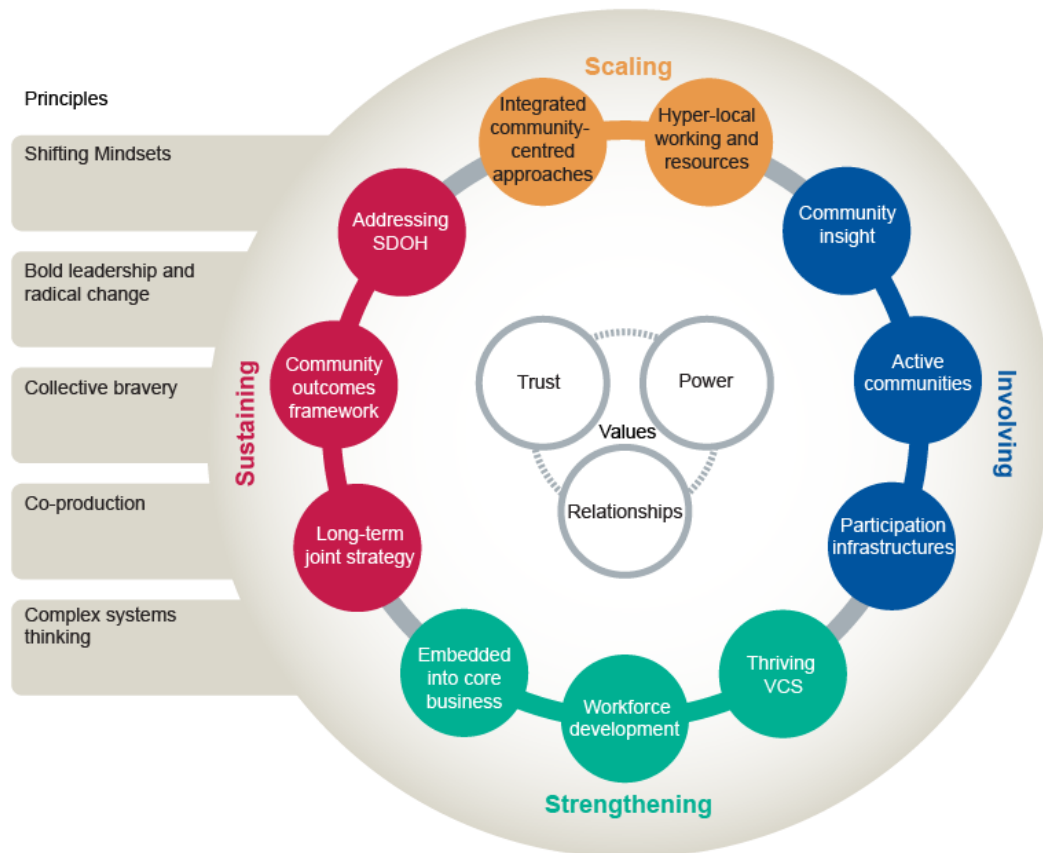 Principles
Shifting Mindsets
Bold leadership and
radical change
Collective bravery
Co-production
Complex systems
thinking
Scaling
Integrated
community-
centred
approaches
Hyper-local
working and
resources
Involving
Community
insight
Active
communities
Participation
infrastructures
Strengthening
Thriving
VCS
Workforce
development
Embedded
into core
business
Sustaining
Long-term
joint strategy
Community
outcomes
framework
Addressing
SDOH
Trust
Power
Values
Relationships